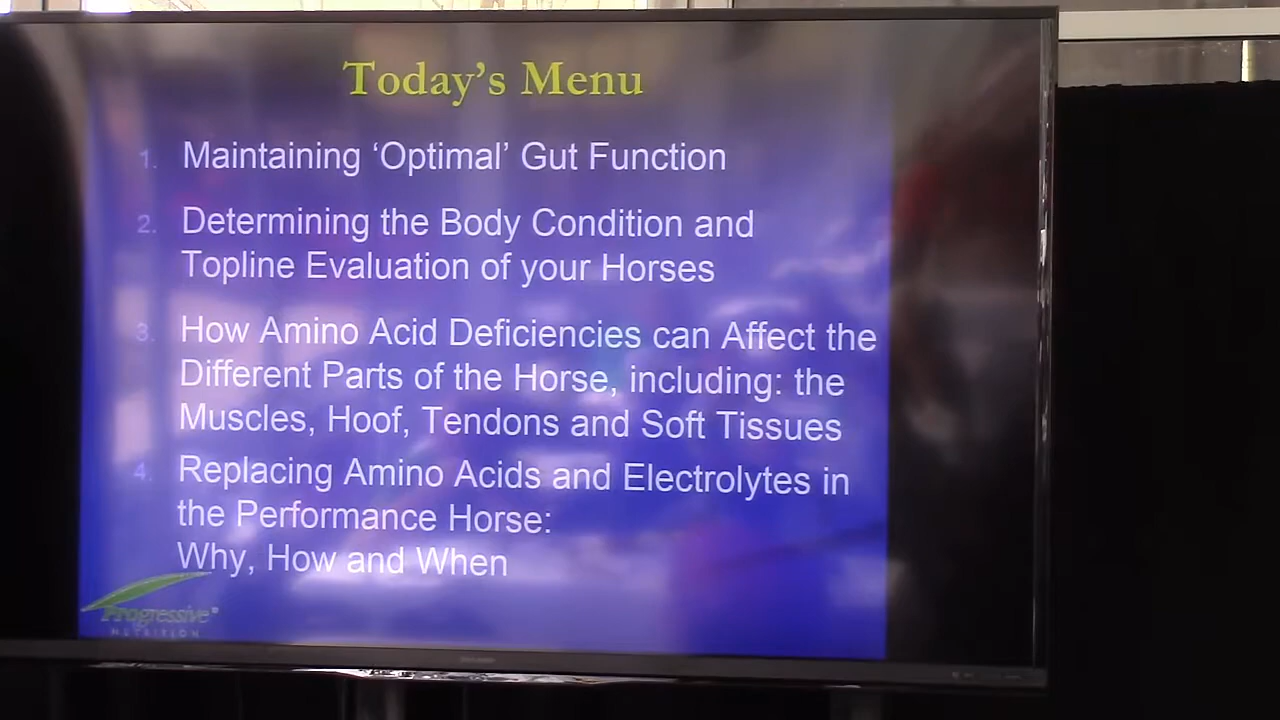 Today's Menu
1. Maintaining ‘Optimal’ Gut Function
2. Determining the Body Condition and
Topline Evaluation of your Horses
3. How Amino Acid Deficiencies can Affect the
Different Parts of the Horse, including: the
Muscles, Hoof, Tendons and Soft Tissues
4. Replacing Amino Acids and Electrolytes in
the Performance Horse:
Why, How and When
Progressive®
NUTRITION